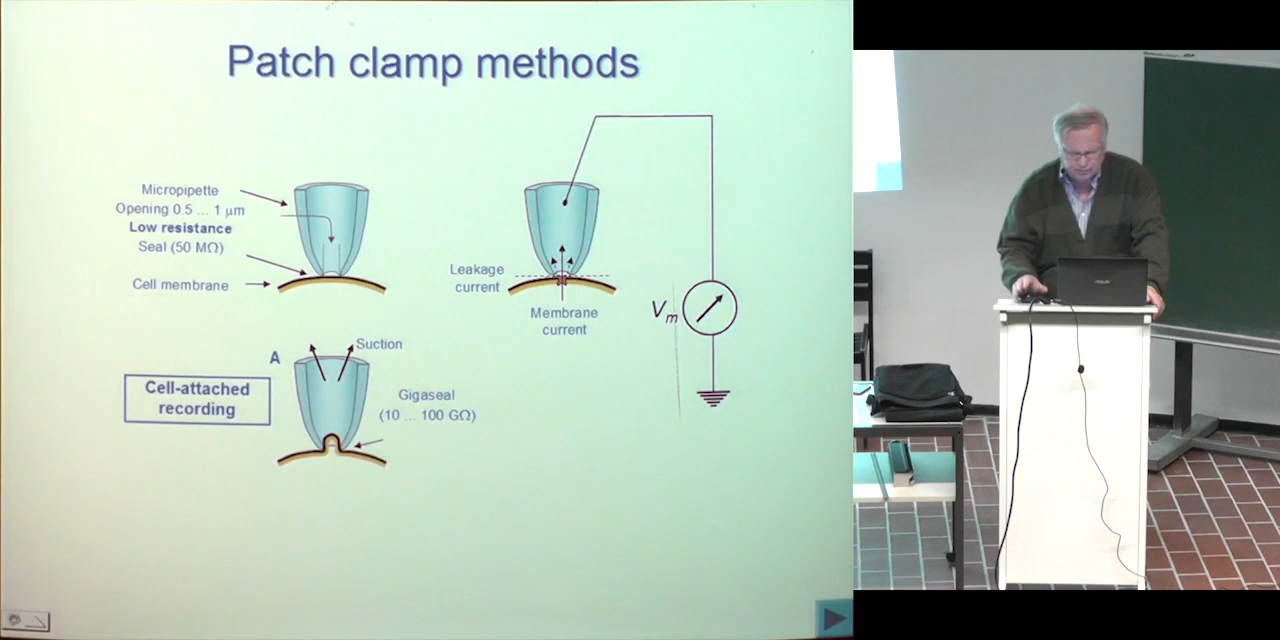 Patch clamp methods
Micropipette
Opening 0.5 ... 1 μm
Low resistance
Seal (50 MΩ)
Cell membrane
Leakage
current
Membrane
current
Vm
A
Suction
Cell-attached
recording
Gigaseal
(10 ... 100 GΩ)
ASUS